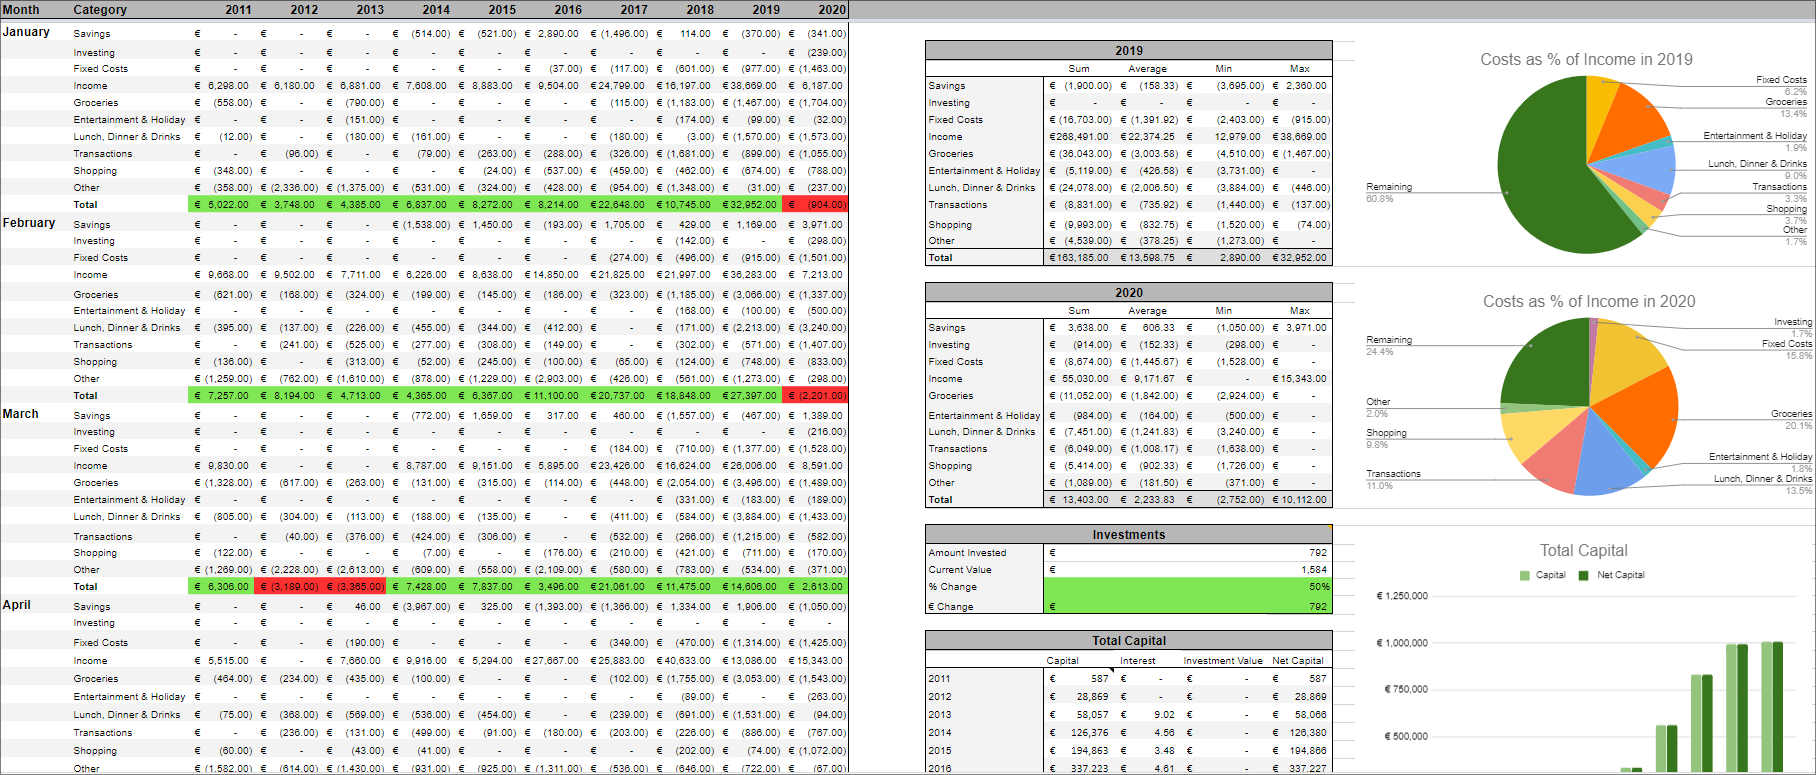 Month Category 2011 2012 2013 2014 2015 2016 2017 2018 2019 2020
January Savings € - € - € - € (514.00) € (521.00) € 2,890.00 € (1,496.00) € 114.00 € (370.00) € (341.00)
Investing € - € - € - € - € - € - € - € - € - € (239.00)
Fixed Costs € - € - € - € - € - € (37.00) € (117.00) € (601.00) € (977.00) € (1,463.00)
Income € 6,298.00 € 6,180.00 € 6,881.00 € 7,608.00 € 8,883.00 € 9,504.00 €24,799.00 €16,197.00 €38,669.00 € 6,187.00
Groceries € (558.00) € - € (790.00) € - € - € - € (115.00) € (1,183.00) € (1,467.00) € (1,704.00)
Entertainment & Holiday € - € - € (151.00) € - € - € - € - € (174.00) € (99.00) € (32.00)
Lunch, Dinner & Drinks € (12.00) € - € (180.00) € (161.00) € - € - € (180.00) € (3.00) € (1,570.00) € (1,573.00)
Transactions € - € (96.00) € - € (79.00) € (263.00) € (288.00) € (326.00) € (1,681.00) € (899.00) € (1,055.00)
Shopping € (348.00) € - € - € - € (24.00) € (537.00) € (459.00) € (462.00) € (674.00) € (788.00)
Other € (358.00) € (2,336.00) € (1,375.00) € (531.00) € (324.00) € (428.00) € (954.00) € (1,348.00) € (31.00) € (237.00)
Total € 5,022.00 € 3,748.00 € 4,385.00 € 6,837.00 € 8,272.00 € 8,214.00 €22,648.00 €10,745.00 €32,952.00 € (904.00)
February Savings € - € - € - € (1,538.00) € 1,450.00 € (193.00) € 1,705.00 € 429.00 € 1,169.00 € 3,971.00
Investing € - € - € - € - € - € - € - € (142.00) € - € (298.00)
Fixed Costs € - € - € - € - € - € - € (274.00) € (496.00) € (915.00) € (1,501.00)
Income € 9,668.00 € 9,502.00 € 7,711.00 € 6,226.00 € 8,638.00 €14,850.00 €21,825.00 €21,997.00 €36,283.00 € 7,213.00
Groceries € (621.00) € (168.00) € (324.00) € (199.00) € (145.00) € (186.00) € (323.00) € (1,185.00) € (3,066.00) € (1,337.00)
Entertainment & Holiday € - € - € - € - € - € - € - € (168.00) € (100.00) € (500.00)
Lunch, Dinner & Drinks € (395.00) € (137.00) € (226.00) € (455.00) € (344.00) € (412.00) € - € (171.00) € (2,213.00) € (3,240.00)
Transactions € - € (241.00) € (525.00) € (277.00) € (308.00) € (149.00) € - € (302.00) € (571.00) € (1,407.00)
Shopping € (136.00) € - € (313.00) € (52.00) € (245.00) € (100.00) € (65.00) € (124.00) € (748.00) € (833.00)
Other € (1,259.00) € (762.00) € (1,610.00) € (878.00) € (1,229.00) € (2,903.00) € (426.00) € (561.00) € (1,273.00) € (298.00)
Total € 7,257.00 € 8,194.00 € 4,713.00 € 4,365.00 € 6,367.00 €11,100.00 €20,737.00 €18,848.00 €27,397.00 € (2,201.00)
March Savings € - € - € - € (772.00) € 1,659.00 € 317.00 € 460.00 € (1,557.00) € (467.00) € 1,389.00
Investing € - € - € - € - € - € - € - € - € - € (216.00)
Fixed Costs € - € - € - € - € - € - € (184.00) € (710.00) € (1,377.00) € (1,528.00)
Income € 9,830.00 € - € - € 8,787.00 € 9,151.00 € 5,895.00 €23,426.00 €16,624.00 €26,006.00 € 8,591.00
Groceries € (1,328.00) € (617.00) € (263.00) € (131.00) € (315.00) € (114.00) € (448.00) € (2,054.00) € (3,496.00) € (1,489.00)
Entertainment & Holiday € - € - € - € - € - € - € - € (331.00) € (183.00) € (189.00)
Lunch, Dinner & Drinks € (805.00) € (304.00) € (113.00) € (188.00) € (135.00) € - € (411.00) € (584.00) € (3,884.00) € (1,433.00)
Transactions € - € (40.00) € (376.00) € (424.00) € (306.00) € - € (532.00) € (266.00) € (1,215.00) € (582.00)
Shopping € (122.00) € - € - € (7.00) € - € (176.00) € (210.00) € (421.00) € (711.00) € (170.00)
Other € (1,269.00) € (2,228.00) € (2,613.00) € (609.00) € (558.00) € (2,109.00) € (580.00) € (783.00) € (534.00) € (371.00)
Total € 6,306.00 € (3,189.00) € (3,365.00) € 7,428.00 € 7,837.00 € 3,496.00 €21,061.00 €11,475.00 €14,606.00 € 2,613.00
April Savings € - € - € 46.00 € (3,967.00) € 325.00 € (1,393.00) € (1,366.00) € 1,334.00 € 1,906.00 € (1,050.00)
Investing € - € - € - € - € - € - € - € - € - € -
Fixed Costs € - € - € (190.00) € - € - € - € (349.00) € (470.00) € (1,314.00) € (1,425.00)
Income € 5,515.00 € - € 7,660.00 € 9,916.00 € 5,294.00 €27,667.00 €25,883.00 €40,633.00 €13,086.00 €15,343.00
Groceries € (464.00) € (234.00) € (435.00) € (100.00) € - € - € (102.00) € (1,755.00) € (3,053.00) € (1,543.00)
Entertainment & Holiday € - € - € - € - € - € - € - € (89.00) € - € (263.00)
Lunch, Dinner & Drinks € (75.00) € (368.00) € (569.00) € (536.00) € (454.00) € - € (239.00) € (691.00) € (1,531.00) € (94.00)
Transactions € - € (236.00) € (131.00) € (499.00) € (91.00) € (180.00) € (203.00) € (226.00) € (886.00) € (767.00)
Shopping € (60.00) € - € (43.00) € (41.00) € - € - € - € (202.00) € (74.00) € (1,072.00)
Other € (1,582.00) € (614.00) € (1,430.00) € (931.00) € (925.00) € (1,311.00) € (536.00) € (646.00) € (722.00) € (67.00)
2019
Sum Average Min Max
Savings € (1,900.00) € (158.33) € (3,695.00) € 2,360.00
Investing € - € - € - € -
Fixed Costs € (16,703.00) € (1,391.92) € (2,403.00) € (915.00)
Income €268,491.00 €22,374.25 € 12,979.00 €38,669.00
Groceries € (36,043.00) € (3,003.58) € (4,510.00) € (1,467.00)
Entertainment & Holiday € (5,119.00) € (426.58) € (3,731.00) € -
Lunch, Dinner & Drinks € (24,078.00) € (2,006.50) € (3,884.00) € (446.00)
Transactions € (8,831.00) € (735.92) € (1,440.00) € (137.00)
Shopping € (9,993.00) € (832.75) € (1,520.00) € (74.00)
Other € (4,539.00) € (378.25) € (1,273.00) € -
Total €163,185.00 €13,598.75 € 2,890.00 €32,952.00
2020
Sum Average Min Max
Savings € 3,638.00 € 606.33 € (1,050.00) € 3,971.00
Investing € (914.00) € (152.33) € (298.00) € -
Fixed Costs € (8,674.00) € (1,445.67) € (1,528.00) € -
Income € 55,030.00 € 9,171.67 € - €15,343.00
Groceries € (11,052.00) € (1,842.00) € (2,924.00) € -
Entertainment & Holiday € (984.00) € (164.00) € (500.00) € -
Lunch, Dinner & Drinks € (7,451.00) € (1,241.83) € (3,240.00) € -
Transactions € (6,049.00) € (1,008.17) € (1,638.00) € -
Shopping € (5,414.00) € (902.33) € (1,726.00) € -
Other € (1,089.00) € (181.50) € (371.00) € -
Total € 13,403.00 € 2,233.83 € (2,752.00) €10,112.00
Investments
Amount Invested € 792
Current Value € 1,584
% Change 50%
€ Change € 792
Total Capital
Capital Interest Investment Value Net Capital
2011 € 587 € - € - € 587
2012 € 28,869 € - € - € 28,869
2013 € 58,057 € 9.02 € - € 58,066
2014 € 126,376 € 4.56 € - € 126,380
2015 € 194,863 € 3.48 € - € 194,866
2016 € 337,223 € 4.61 € - € 337,227
Costs as % of Income in 2019
Fixed Costs
6.2%
Groceries
13.4%
Entertainment & Holiday
1.9%
Lunch, Dinner & Drinks
9.0%
Transactions
3.3%
Shopping
3.7%
Other
1.7%
Remaining
60.8%
Costs as % of Income in 2020
Investing
1.7%
Fixed Costs
15.8%
Groceries
20.1%
Entertainment & Holiday
1.8%
Lunch, Dinner & Drinks
13.5%
Remaining
24.4%
Other
2.0%
Shopping
9.8%
Transactions
11.0%
Total Capital
Capital Net Capital
€ 1,250,000
€ 1,000,000
€ 750,000
€ 500,000